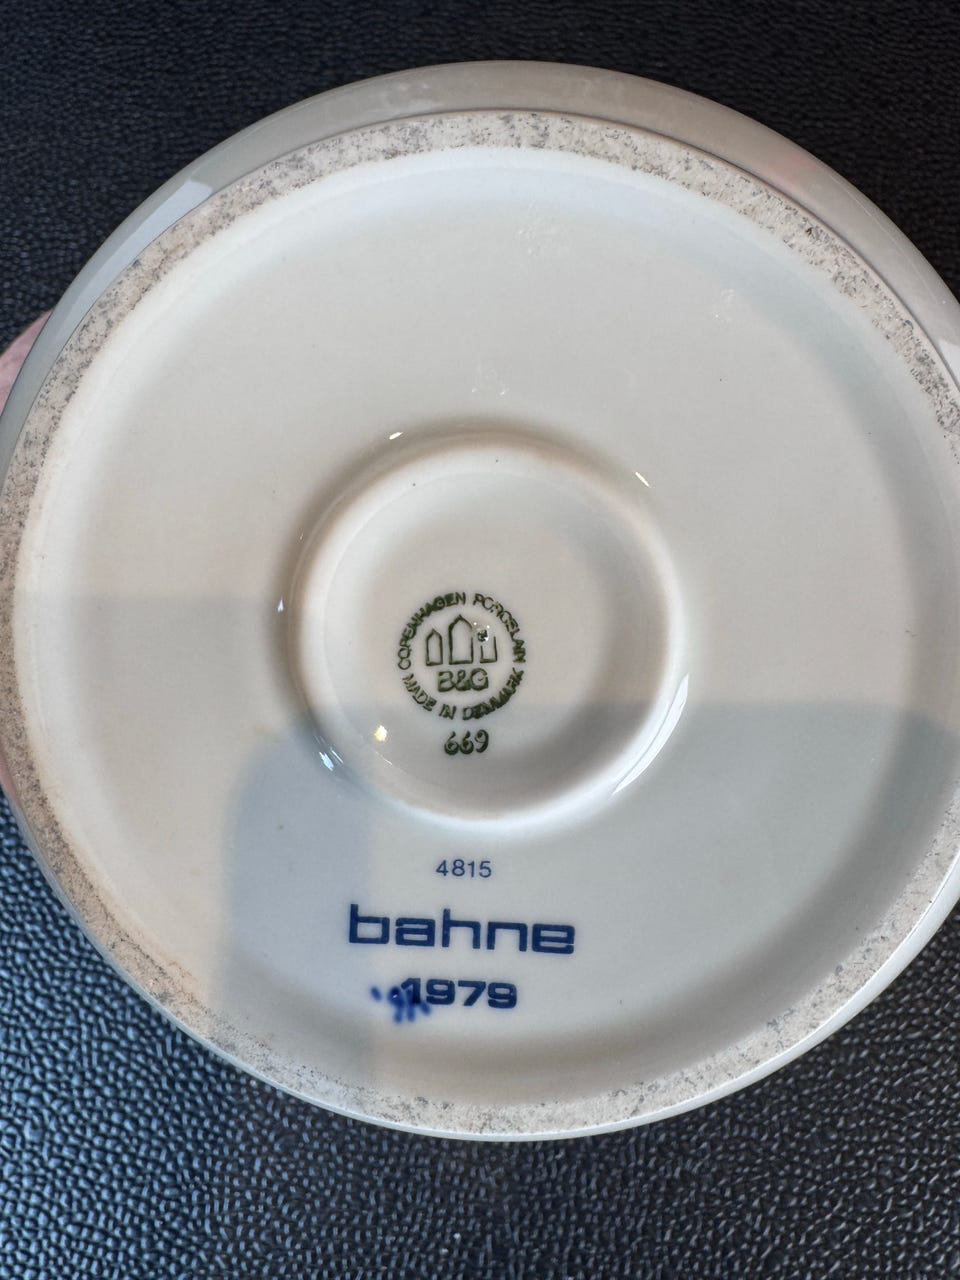 COPENHAGEN PORCELAIN
B&G
MADE IN DENMARK
669
4815
bahne
1979